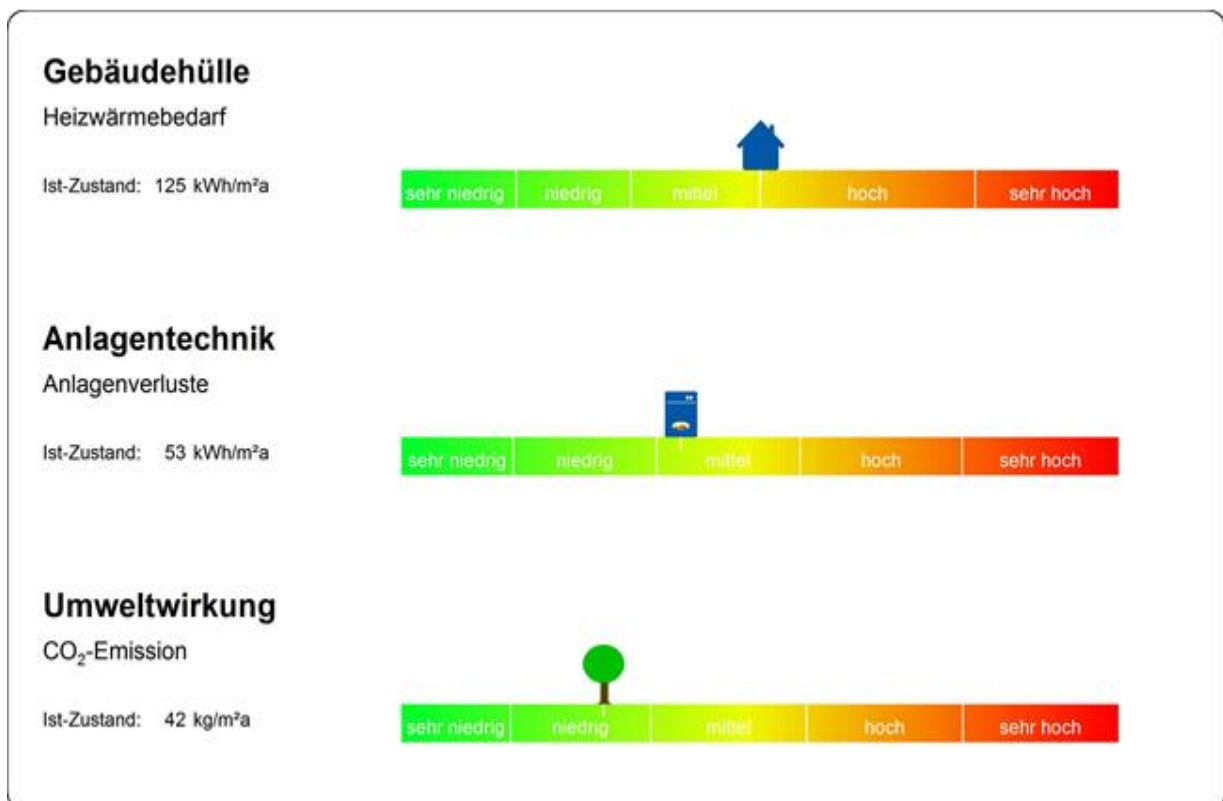 Gebäudehülle
Heizwärmebedarf
Ist-Zustand: 125 kWh/m²a
sehr niedrig niedrig mittel hoch sehr hoch
Anlagentechnik
Anlagenverluste
Ist-Zustand: 53 kWh/m²a
sehr niedrig niedrig mittel hoch sehr hoch
Umweltwirkung
CO₂-Emission
Ist-Zustand: 42 kg/m²a
sehr niedrig niedrig mittel hoch sehr hoch